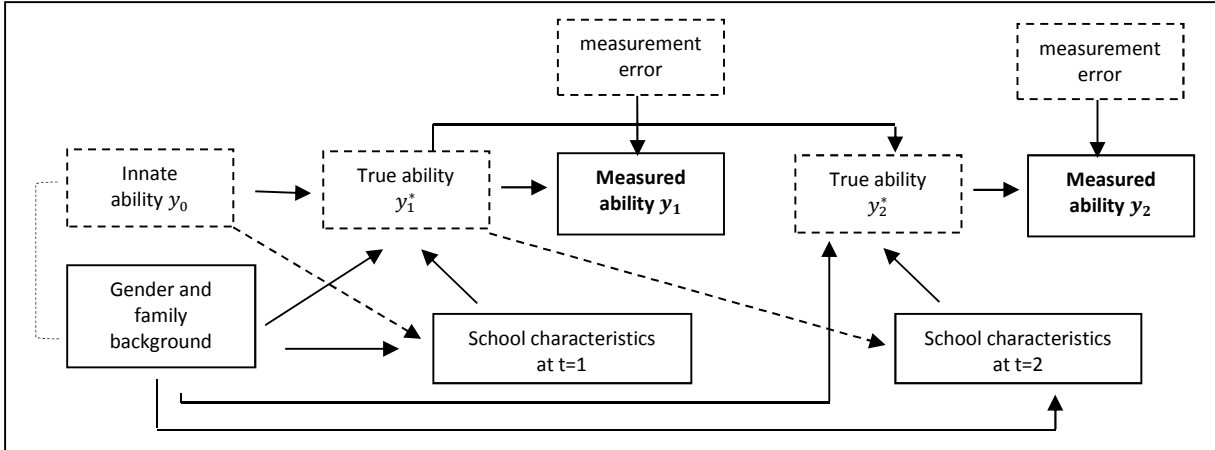 measurement
error
measurement
error
Innate
ability y₀
True ability
y₁*
Measured
ability y₁
True ability
y₂*
Measured
ability y₂
Gender and
family
background
School characteristics
at t=1
School characteristics
at t=2